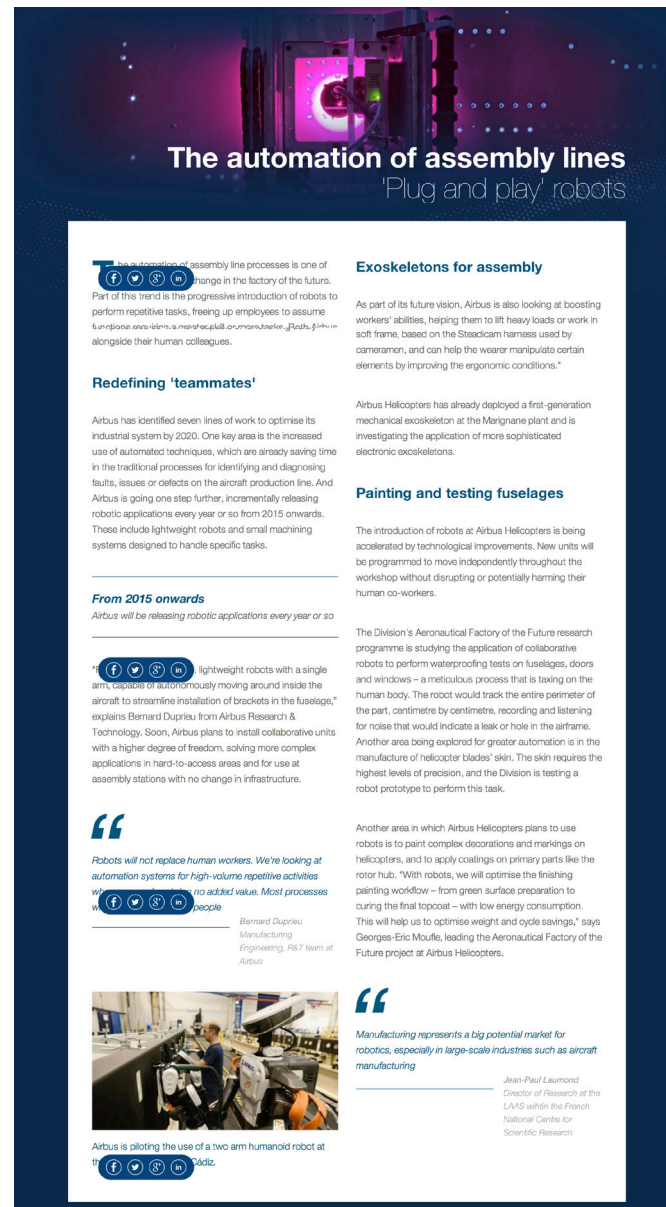 The automation of assembly lines
'Plug and play' robots
The automation of assembly line processes is one of
change in the factory of the future.
Part of this trend is the progressive introduction of robots to
perform repetitive tasks, freeing up employees to assume
alongside their human colleagues.
Redefining 'teammates'
Airbus has identified seven lines of work to optimise its
industrial system by 2020. One key area is the increased
use of automated techniques, which are already saving time
in the traditional processes for identifying and diagnosing
faults, issues or defects on the aircraft production line. And
Airbus is going one step further, incrementally releasing
robotic applications every year or so from 2015 onwards.
These include lightweight robots and small machining
systems designed to handle specific tasks.
From 2015 onwards
Airbus will be releasing robotic applications every year or so
lightweight robots with a single
arm, capable of autonomously moving around inside the
aircraft to streamline installation of brackets in the fuselage,"
explains Bernard Duprieu from Airbus Research &
Technology. Soon, Airbus plans to install collaborative units
with a higher degree of freedom, solving more complex
applications in hard-to-access areas and for use at
assembly stations with no change in infrastructure.
Robots will not replace human workers. We're looking at
automation systems for high-volume repetitive activities
no added value. Most processes
people
Bernard Duprieu
Manufacturing
Engineering, R&T team at
Airbus
Airbus is piloting the use of a two arm humanoid robot at
Cádiz.
Exoskeletons for assembly
As part of its future vision, Airbus is also looking at boosting
workers' abilities, helping them to lift heavy loads or work in
soft frame, based on the Steadicam harness used by
cameramen, and can help the wearer manipulate certain
elements by improving the ergonomic conditions."
Airbus Helicopters has already deployed a first-generation
mechanical exoskeleton at the Marignane plant and is
investigating the application of more sophisticated
electronic exoskeletons.
Painting and testing fuselages
The introduction of robots at Airbus Helicopters is being
accelerated by technological improvements. New units will
be programmed to move independently throughout the
workshop without disrupting or potentially harming their
human co-workers.
The Division's Aeronautical Factory of the Future research
programme is studying the application of collaborative
robots to perform waterproofing tests on fuselages, doors
and windows – a meticulous process that is taxing on the
human body. The robot would track the entire perimeter of
the part, centimetre by centimetre, recording and listening
for noise that would indicate a leak or hole in the airframe.
Another area being explored for greater automation is in the
manufacture of helicopter blades' skin. The skin requires the
highest levels of precision, and the Division is testing a
robot prototype to perform this task.
Another area in which Airbus Helicopters plans to use
robots is to paint complex decorations and markings on
helicopters, and to apply coatings on primary parts like the
rotor hub. "With robots, we will optimise the finishing
painting workflow – from green surface preparation to
curing the final topcoat – with low energy consumption.
This will help us to optimise weight and cycle savings," says
Georges-Eric Moufle, leading the Aeronautical Factory of the
Future project at Airbus Helicopters.
Manufacturing represents a big potential market for
robotics, especially in large-scale industries such as aircraft
manufacturing
Jean-Paul Laumond
Director of Research at the
LAAS wihtin the French
National Centre for
Scientific Research